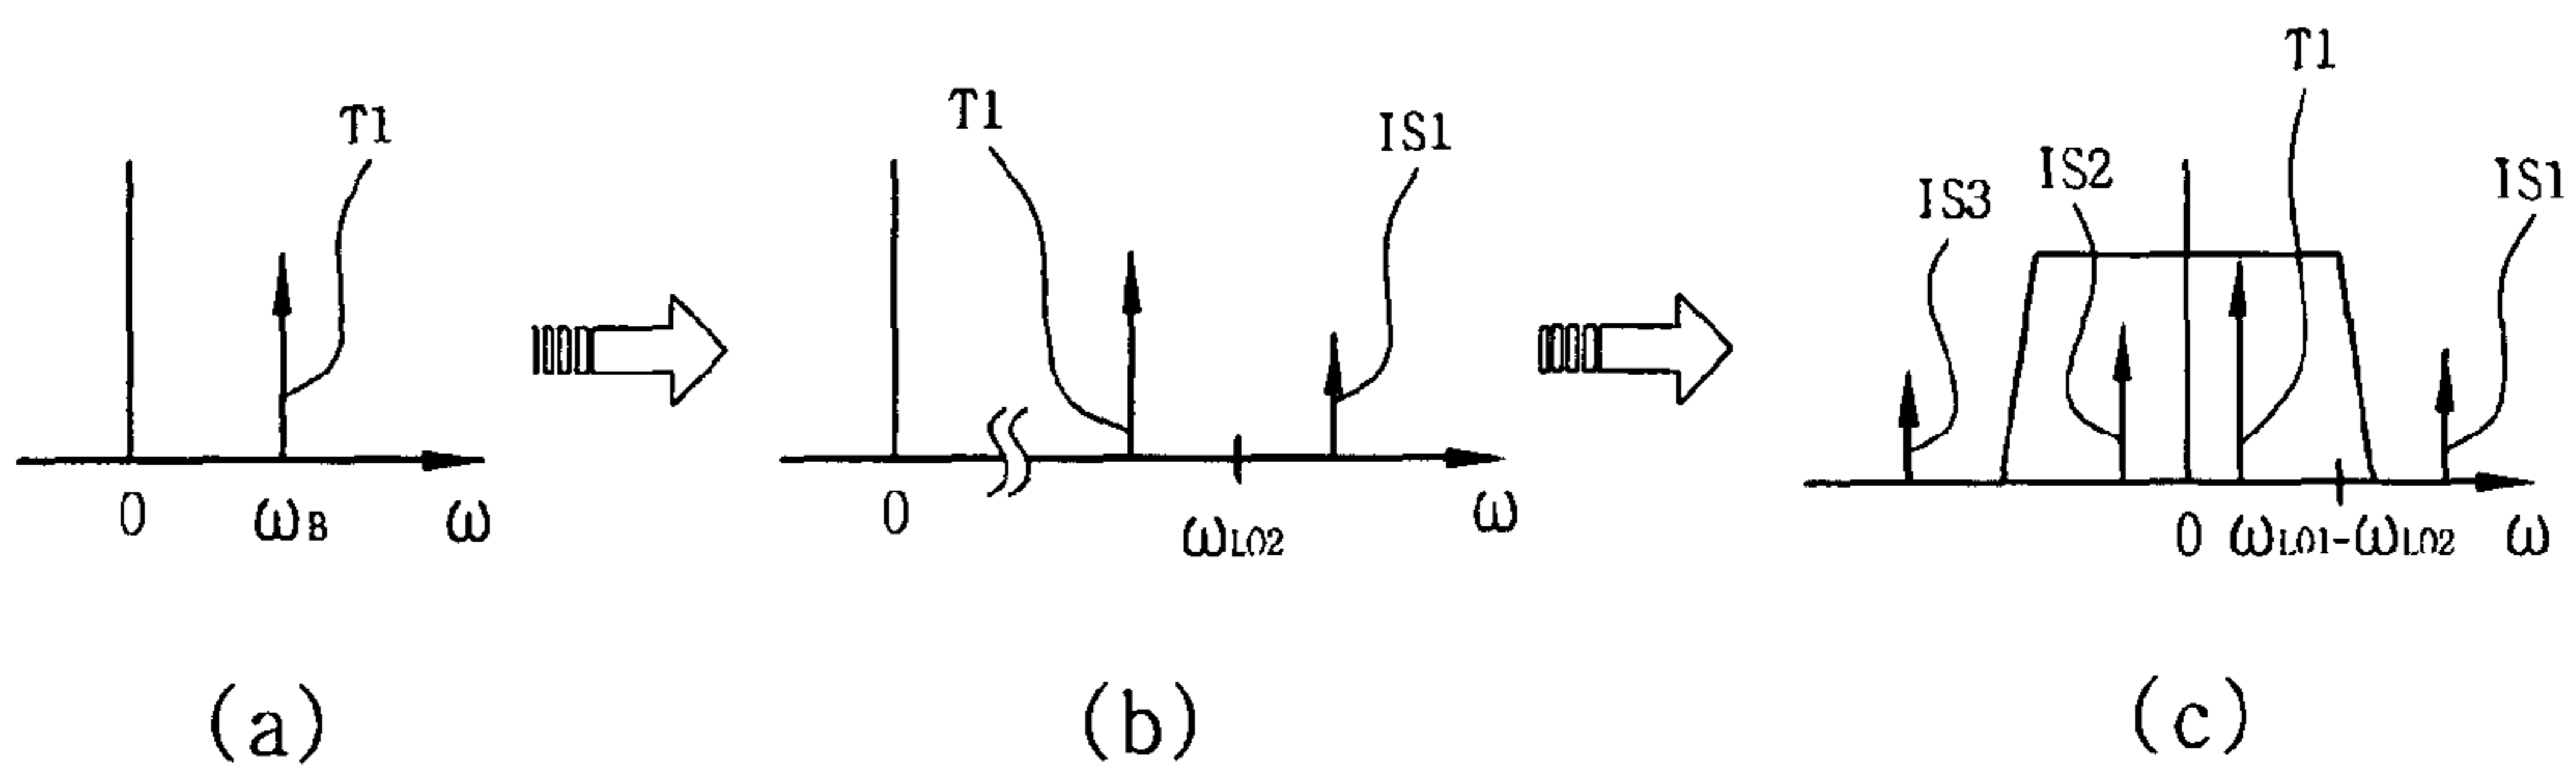 T1
0 ωB ω
(a)
T1 IS1
0 ωLO2 ω
(b)
IS3 IS2 T1 IS1
0 ωLO1-ωLO2 ω
(c)